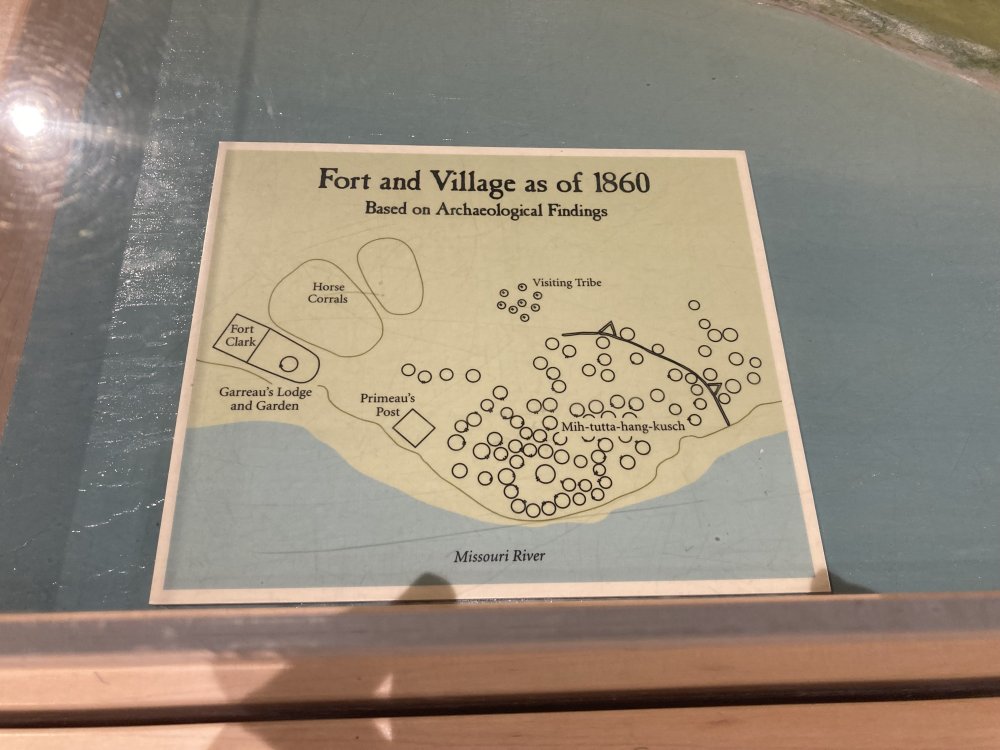 Fort and Village as of 1860
Based on Archaeological Findings
Visiting Tribe
Horse
Corrals
Fort
Clark
Garreau's Lodge
and Garden
Primeau's
Post
Mih-tutta-hang-kusch
Missouri River